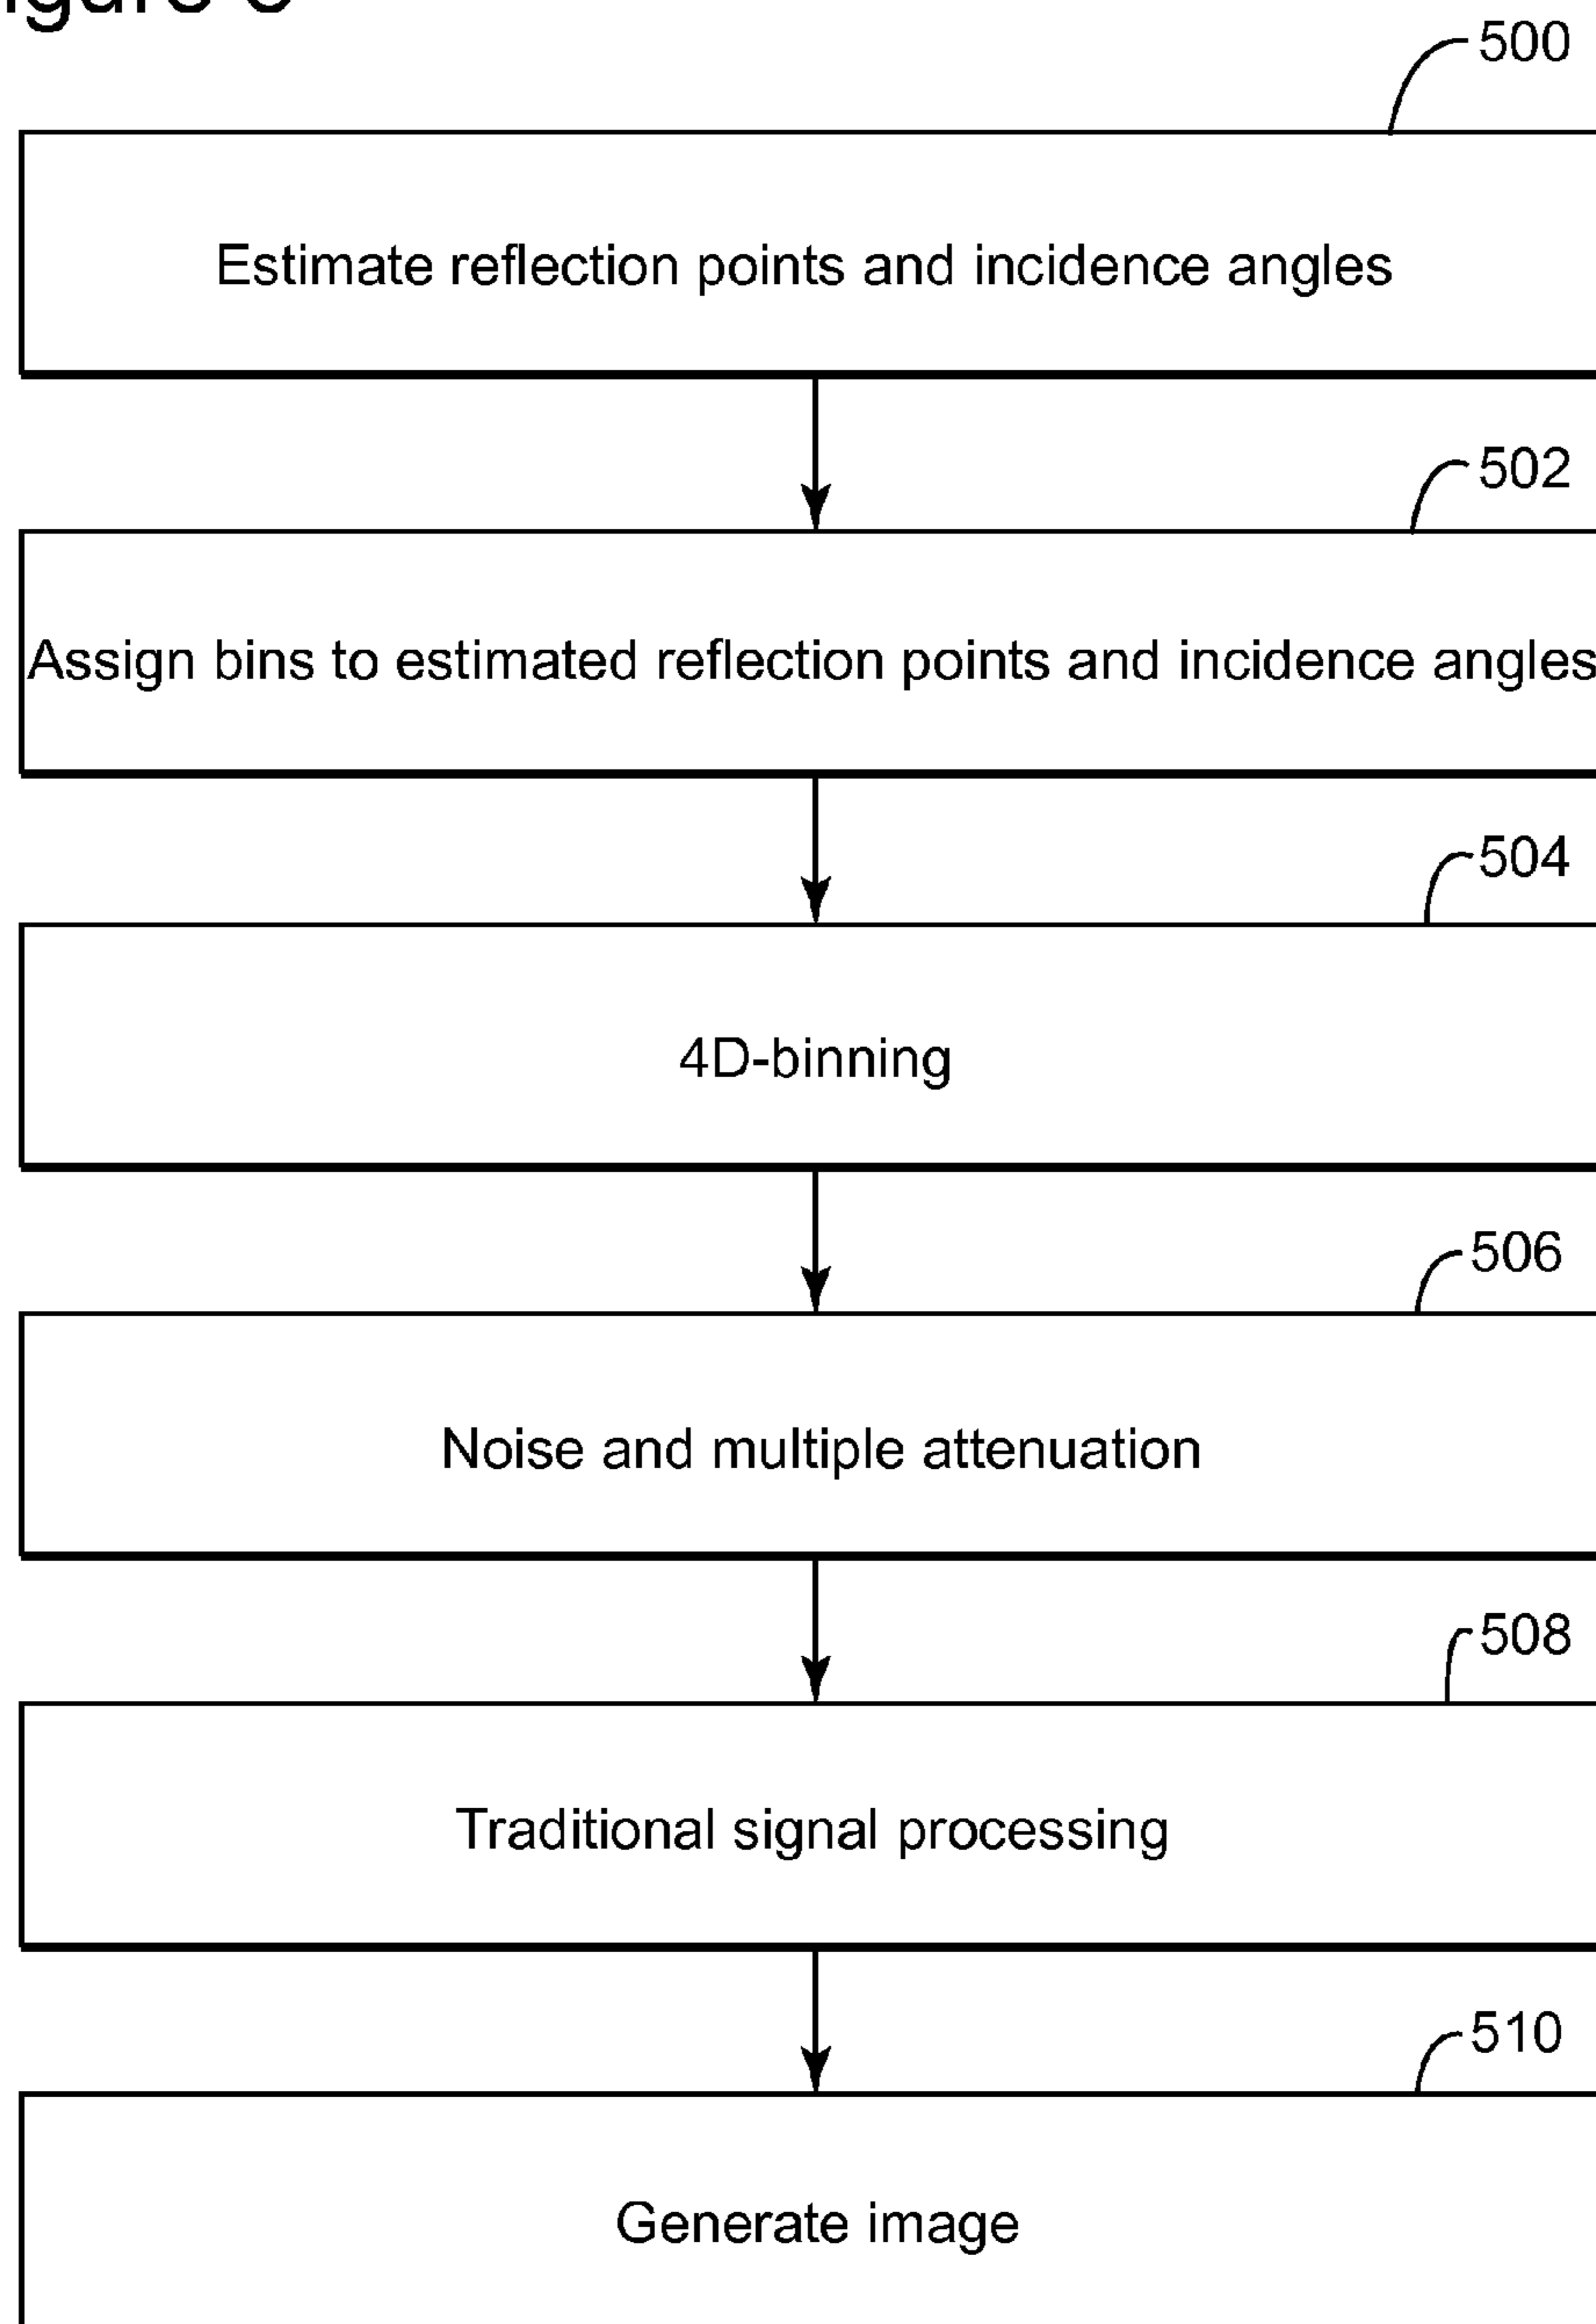 500
Estimate reflection points and incidence angles
502
Assign bins to estimated reflection points and incidence angles
504
4D-binning
506
Noise and multiple attenuation
508
Traditional signal processing
510
Generate image